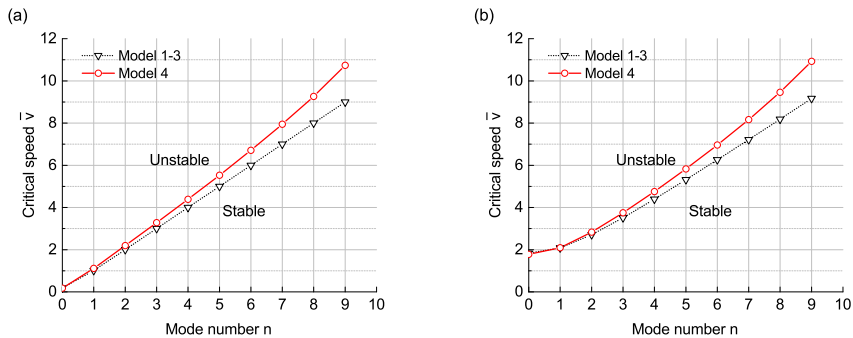 (a)
12
10
8
6
4
2
0
Critical speed v̅
Model 1-3
Model 4
Unstable
Stable
0 1 2 3 4 5 6 7 8 9 10
Mode number n
(b)
12
10
8
6
4
2
0
Critical speed v̅
Model 1-3
Model 4
Unstable
Stable
0 1 2 3 4 5 6 7 8 9 10
Mode number n